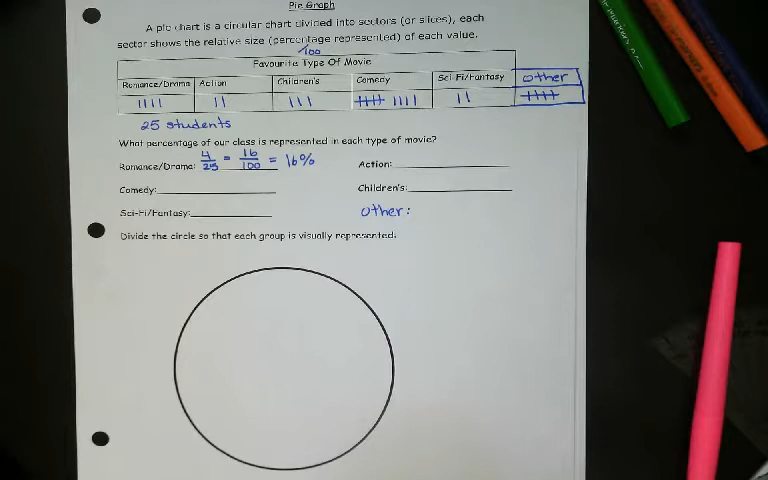 Pie Graph
A pie chart is a circular chart divided into sectors (or slices), each
sector shows the relative size (percentage represented) of each value.
/100
Favourite Type Of Movie
Romance/Drama Action Children's Comedy Sci-Fi/Fantasy other
25 students
What percentage of our class is represented in each type of movie?
Romance/Drama: 4/25 = 16/100 = 16% Action:
Comedy: Children's:
Sci-Fi/Fantasy: other:
Divide the circle so that each group is visually represented: